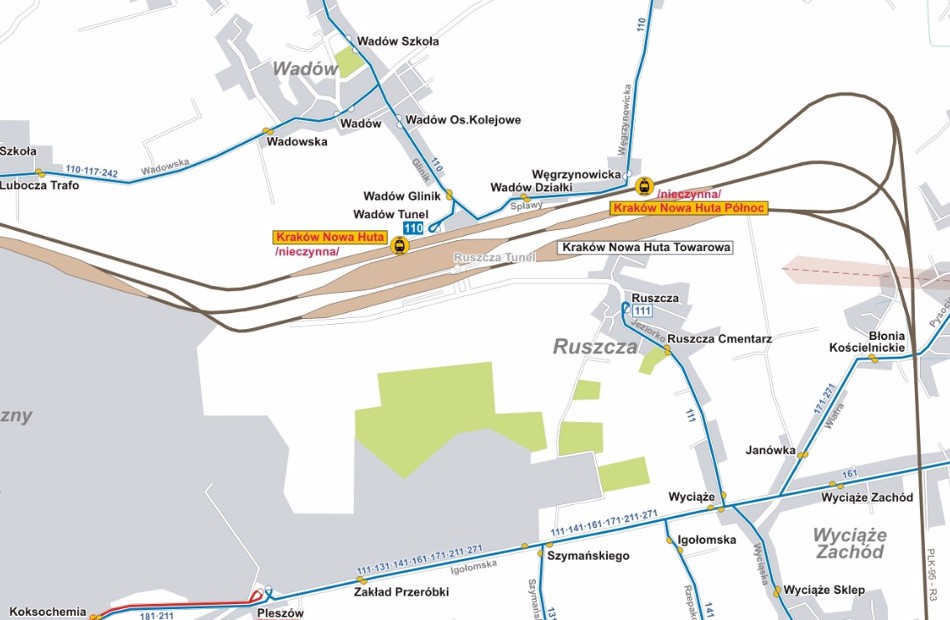 Wadów Szkoła
110
Wadów
Wadów Os.Kolejowe
Wadów
Węgrzynowicka
Wadowska
Szkoła
Wadowska
110·117·242
Lubocza Trafo
Glinik
110
Węgrzynowicka
Wadów Działki
Wadów Glinik
Spławy
/nieczynna/
Kraków Nowa Huta Północ
Wadów Tunel
110
Kraków Nowa Huta
/nieczynna/
Kraków Nowa Huta Towarowa
Ruszcza Tunel
Ruszcza
111
Jeziorko
Ruszcza Cmentarz
Ruszcza
Błonia
Kościelnickie
171·271
Wiatra
111
zny
Janówka
161
Wyciąże
Wyciąże Zachód
111·141·161·171·211·271
Igołomska
Wyciąże
Zachód
Szymańskiego
111·131·141·161·171·211·271
Igołomska
Wyciąska
PLK-95 - R3
Zakład Przeróbki
Wyciąże Sklep
Koksochemia
181·211
Pleszów
141